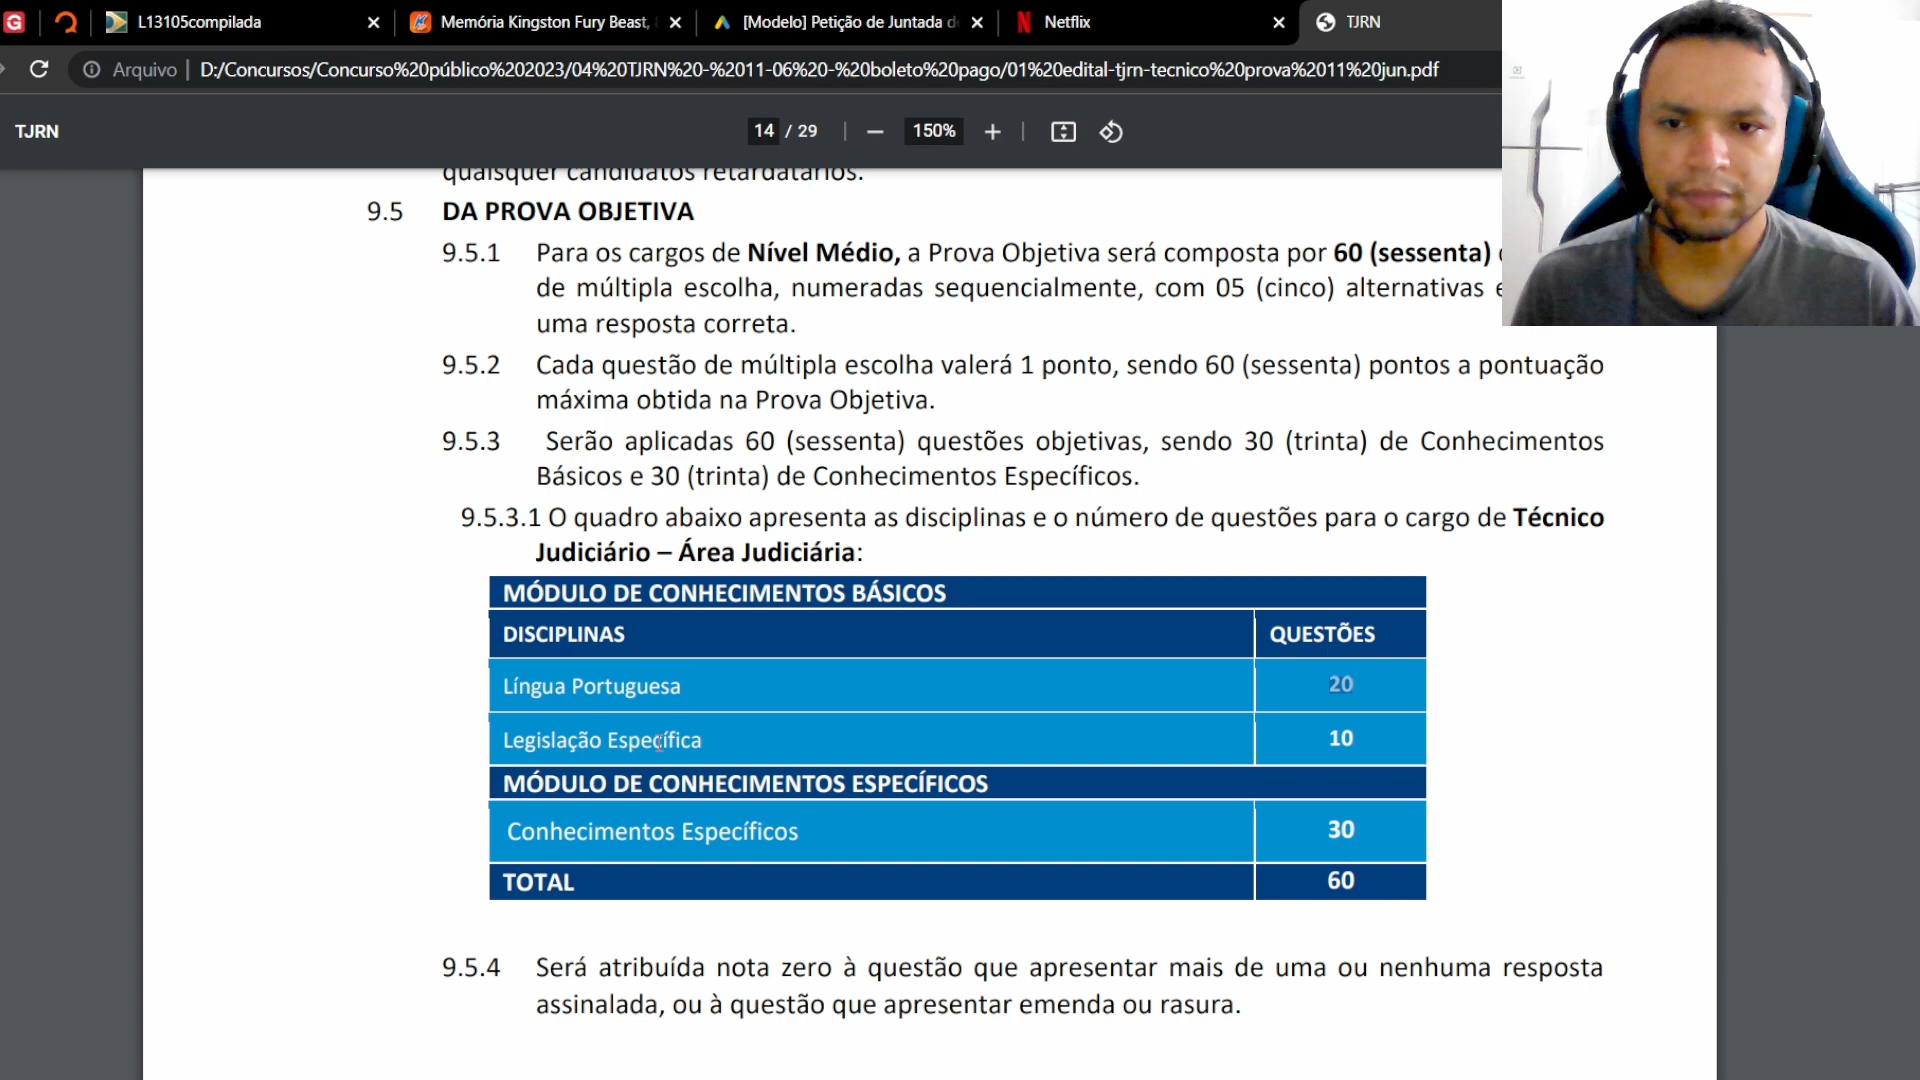 L13105compilada
Memória Kingston Fury Beast,
[Modelo] Petição de Juntada d
Netflix
TJRN
Arquivo | D:/Concursos/Concurso%20público%202023/04%20TJRN%20-%2011-06%20-%20boleto%20pago/01%20edital-tjrn-tecnico%20prova%2011%20jun.pdf
TJRN
14 / 29
150%
quaisquer candidatos retardatários.
9.5 DA PROVA OBJETIVA
9.5.1 Para os cargos de Nível Médio, a Prova Objetiva será composta por 60 (sessenta)
de múltipla escolha, numeradas sequencialmente, com 05 (cinco) alternativas e
uma resposta correta.
9.5.2 Cada questão de múltipla escolha valerá 1 ponto, sendo 60 (sessenta) pontos a pontuação
máxima obtida na Prova Objetiva.
9.5.3 Serão aplicadas 60 (sessenta) questões objetivas, sendo 30 (trinta) de Conhecimentos
Básicos e 30 (trinta) de Conhecimentos Específicos.
9.5.3.1 O quadro abaixo apresenta as disciplinas e o número de questões para o cargo de Técnico
Judiciário – Área Judiciária:
MÓDULO DE CONHECIMENTOS BÁSICOS
DISCIPLINAS QUESTÕES
Língua Portuguesa 20
Legislação Específica 10
MÓDULO DE CONHECIMENTOS ESPECÍFICOS
Conhecimentos Específicos 30
TOTAL 60
9.5.4 Será atribuída nota zero à questão que apresentar mais de uma ou nenhuma resposta
assinalada, ou à questão que apresentar emenda ou rasura.